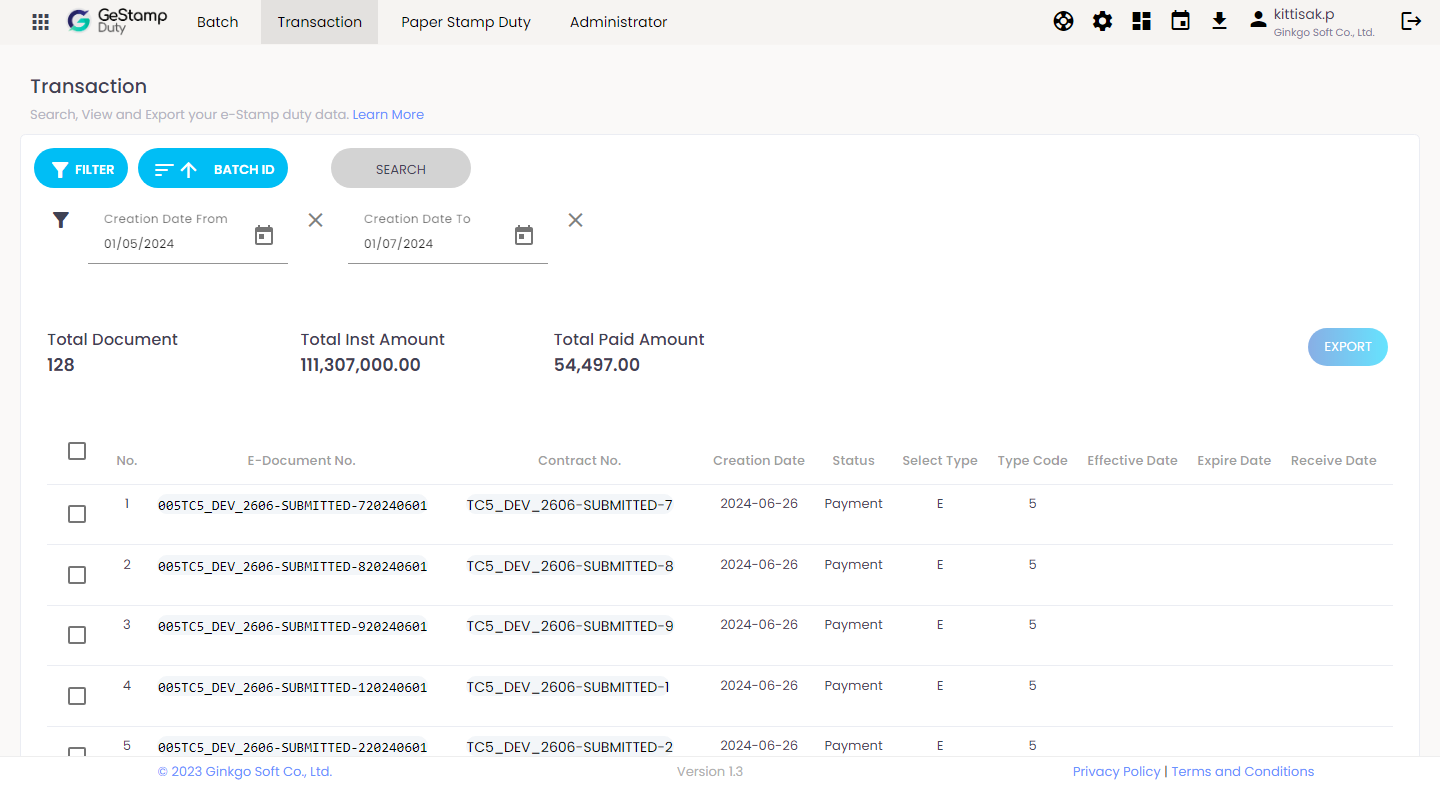 GeStamp Duty Batch Transaction Paper Stamp Duty Administrator kittisak.p
Ginkgo Soft Co., Ltd.
Transaction
Search, View and Export your e-Stamp duty data. Learn More
FILTER BATCH ID SEARCH
Creation Date From Creation Date To
01/05/2024 01/07/2024
Total Document Total Inst Amount Total Paid Amount
128 111,307,000.00 54,497.00 EXPORT
No. E-Document No. Contract No. Creation Date Status Select Type Type Code Effective Date Expire Date Receive Date
1 005TC5_DEV_2606-SUBMITTED-720240601 TC5_DEV_2606-SUBMITTED-7 2024-06-26 Payment E 5
2 005TC5_DEV_2606-SUBMITTED-820240601 TC5_DEV_2606-SUBMITTED-8 2024-06-26 Payment E 5
3 005TC5_DEV_2606-SUBMITTED-920240601 TC5_DEV_2606-SUBMITTED-9 2024-06-26 Payment E 5
4 005TC5_DEV_2606-SUBMITTED-120240601 TC5_DEV_2606-SUBMITTED-1 2024-06-26 Payment E 5
5 005TC5_DEV_2606-SUBMITTED-220240601 TC5_DEV_2606-SUBMITTED-2 2024-06-26 Payment E 5
© 2023 Ginkgo Soft Co., Ltd. Version 1.3 Privacy Policy | Terms and Conditions